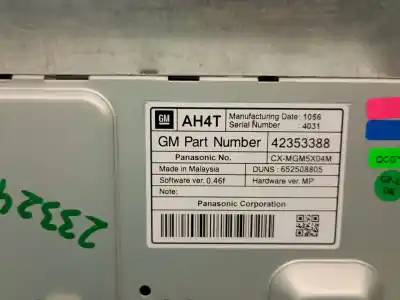 GM
AH4T
Manufacturing Date: 1056
Serial Number : 4031
GM Part Number 42353388
Panasonic No. CX-MGM5X04M
Made in Malaysia DUNS : 652508805
Software ver. 0.46f Hardware ver. MP
Note:
Panasonic Corporation
23329